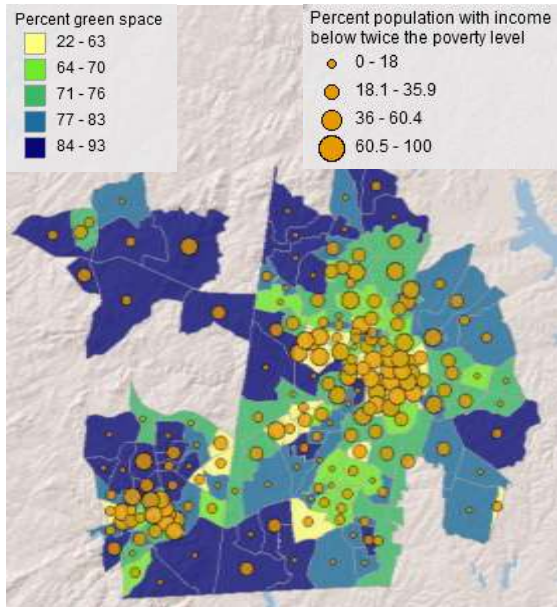 Percent green space
22 - 63
64 - 70
71 - 76
77 - 83
84 - 93
Percent population with income
below twice the poverty level
0 - 18
18.1 - 35.9
36 - 60.4
60.5 - 100